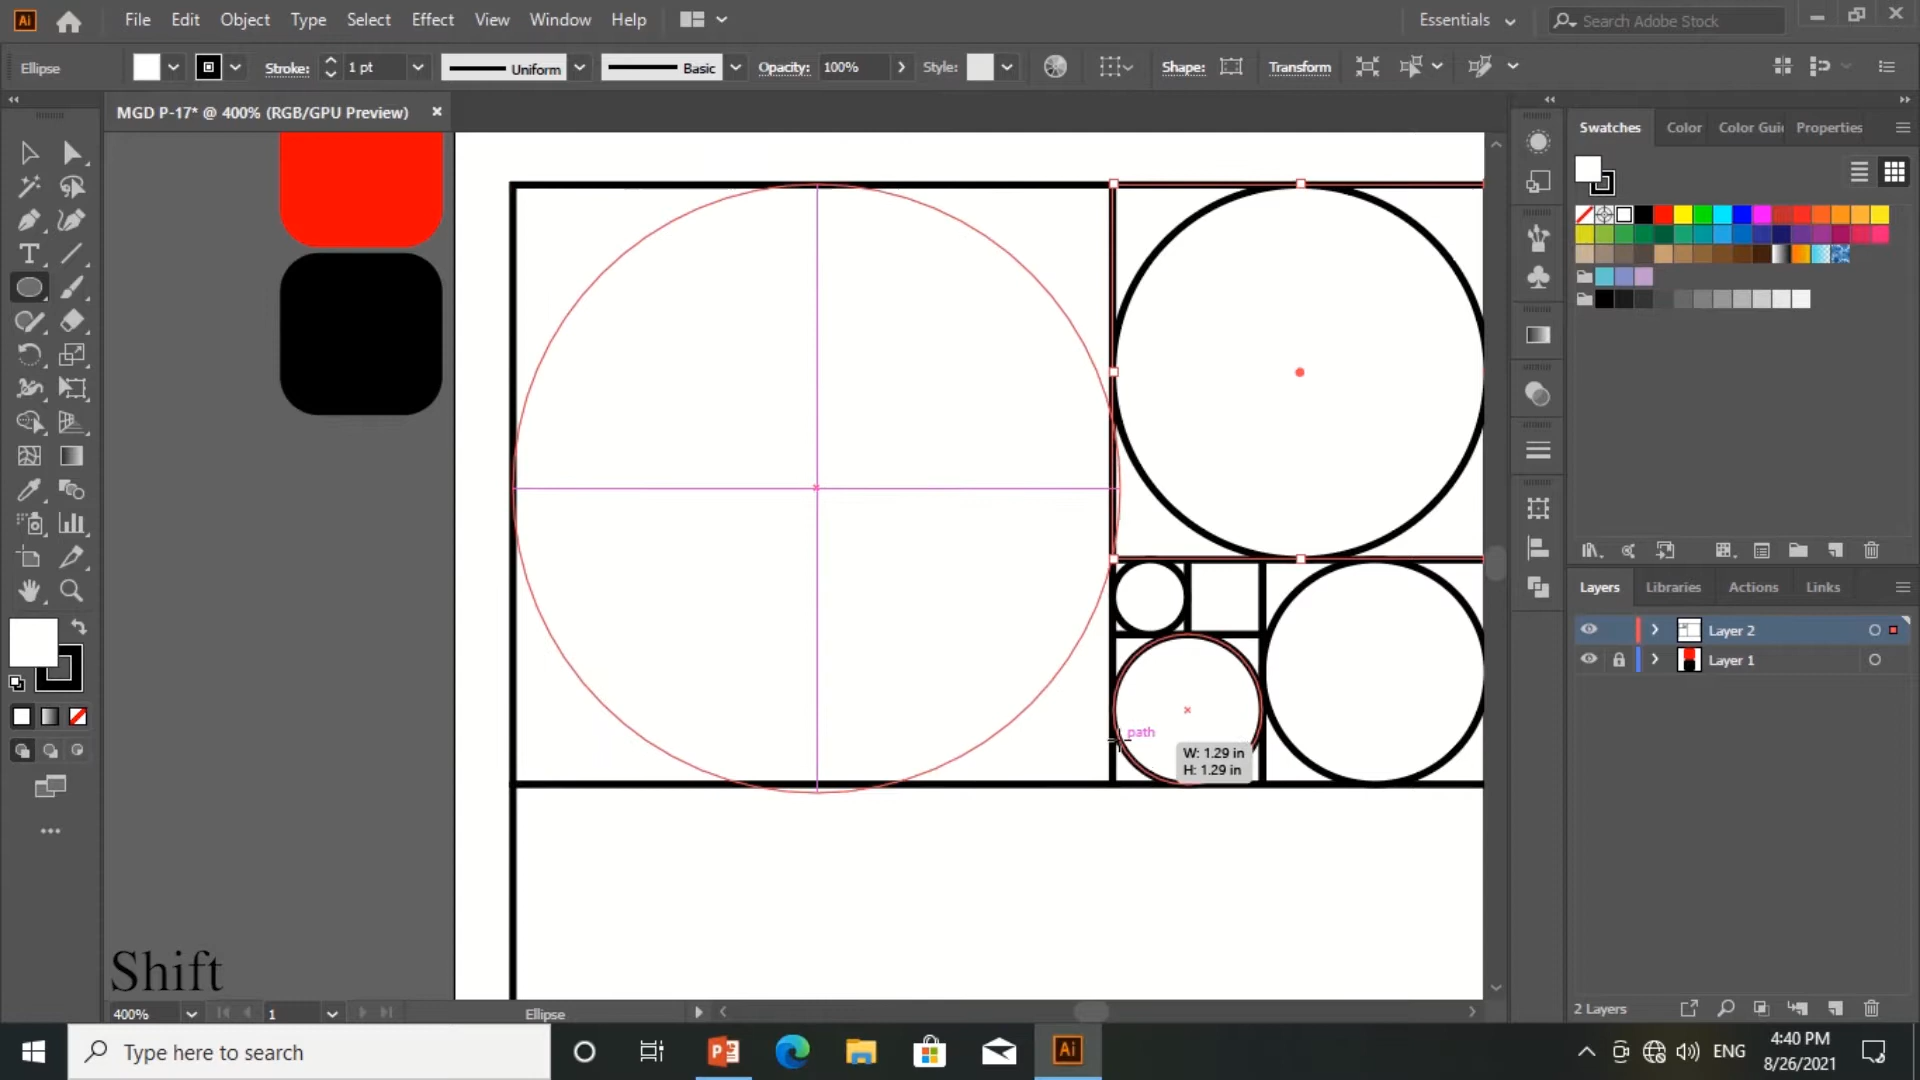 Ai File Edit Object Type Select Effect View Window Help Essentials Search Adobe Stock
Ellipse Stroke: 1 pt Uniform Basic Opacity: 100% Style: Shape: Transform
MGD P-17* @ 400% (RGB/GPU Preview)
Swatches Color Color Gui Properties
path
W: 1.29 in
H: 1.29 in
Layers Libraries Actions Links
Layer 2
Layer 1
Shift
2 Layers
400% 1 Ellipse
Type here to search
Ai
ENG
4:40 PM
8/26/2021